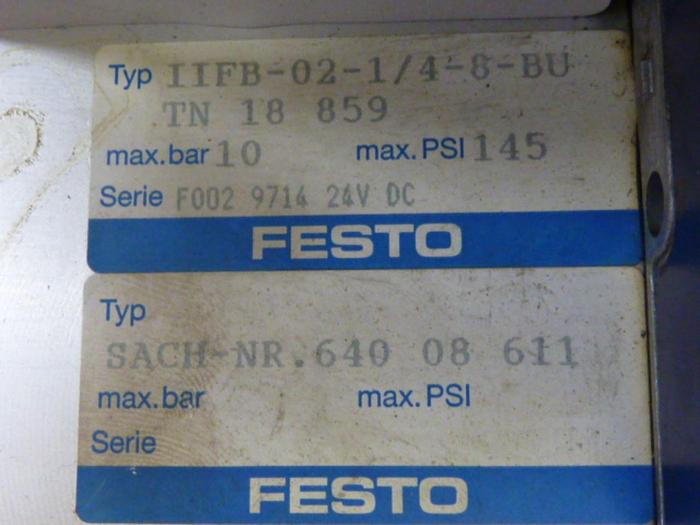 Typ IIFB-02-1/4-8-BU
TN 18 859
max.bar 10 max.PSI 145
Serie F002 9714 24V DC
FESTO
Typ
SACH-NR.640 08 611
max.bar max.PSI
Serie
FESTO